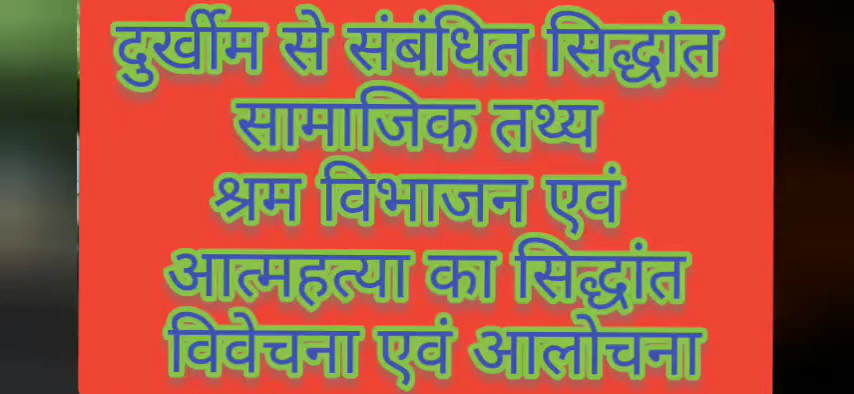 दुर्खीम से संबंधित सिद्धांत
सामाजिक तथ्य
श्रम विभाजन एवं
आत्महत्या का सिद्धांत
विवेचना एवं आलोचना